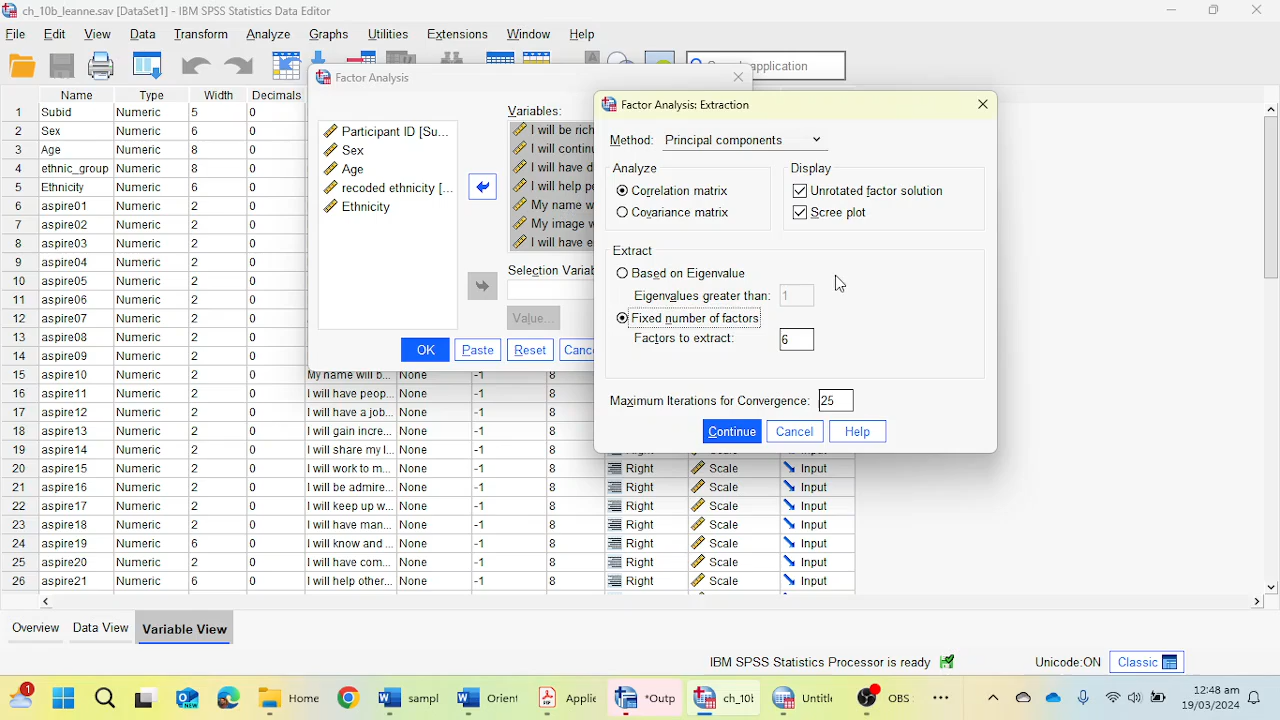 ch_10b_leanne.sav [DataSet1] - IBM SPSS Statistics Data Editor
File Edit View Data Transform Analyze Graphs Utilities Extensions Window Help
application
Name Type Width Decimals
1 Subid Numeric 5 0
2 Sex Numeric 6 0
3 Age Numeric 8 0
4 ethnic_group Numeric 8 0
5 Ethnicity Numeric 6 0
6 aspire01 Numeric 2 0
7 aspire02 Numeric 2 0
8 aspire03 Numeric 2 0
9 aspire04 Numeric 2 0
10 aspire05 Numeric 2 0
11 aspire06 Numeric 2 0
12 aspire07 Numeric 2 0
13 aspire08 Numeric 2 0
14 aspire09 Numeric 2 0
15 aspire10 Numeric 2 0 My name will b... None -1 8
16 aspire11 Numeric 2 0 I will have peop... None -1 8
17 aspire12 Numeric 2 0 I will have a job... None -1 8
18 aspire13 Numeric 2 0 I will gain incre... None -1 8
19 aspire14 Numeric 2 0 I will share my l... None -1 8
20 aspire15 Numeric 2 0 I will work to m... None -1 8 Right Scale Input
21 aspire16 Numeric 2 0 I will be admire... None -1 8 Right Scale Input
22 aspire17 Numeric 2 0 I will keep up w... None -1 8 Right Scale Input
23 aspire18 Numeric 2 0 I will have man... None -1 8 Right Scale Input
24 aspire19 Numeric 6 0 I will know and ... None -1 8 Right Scale Input
25 aspire20 Numeric 2 0 I will have com... None -1 8 Right Scale Input
26 aspire21 Numeric 6 0 I will help other... None -1 8 Right Scale Input
Factor Analysis
Variables:
Participant ID [Su...
Sex
Age
recoded ethnicity [...
Ethnicity
I will be rich
I will continu
I will have d
I will help pe
My name w
My image w
I will have e
Selection Variab
Value...
OK Paste Reset Canc
Factor Analysis: Extraction
Method: Principal components
Analyze
Correlation matrix
Covariance matrix
Display
Unrotated factor solution
Scree plot
Extract
Based on Eigenvalue
Eigenvalues greater than: 1
Fixed number of factors
Factors to extract: 6
Maximum Iterations for Convergence: 25
Continue Cancel Help
Overview Data View Variable View
IBM SPSS Statistics Processor is ready Unicode:ON Classic
1 NEW Home sampl Orient Applie *Outp ch_10b Untitle OBS
12:48 am
19/03/2024